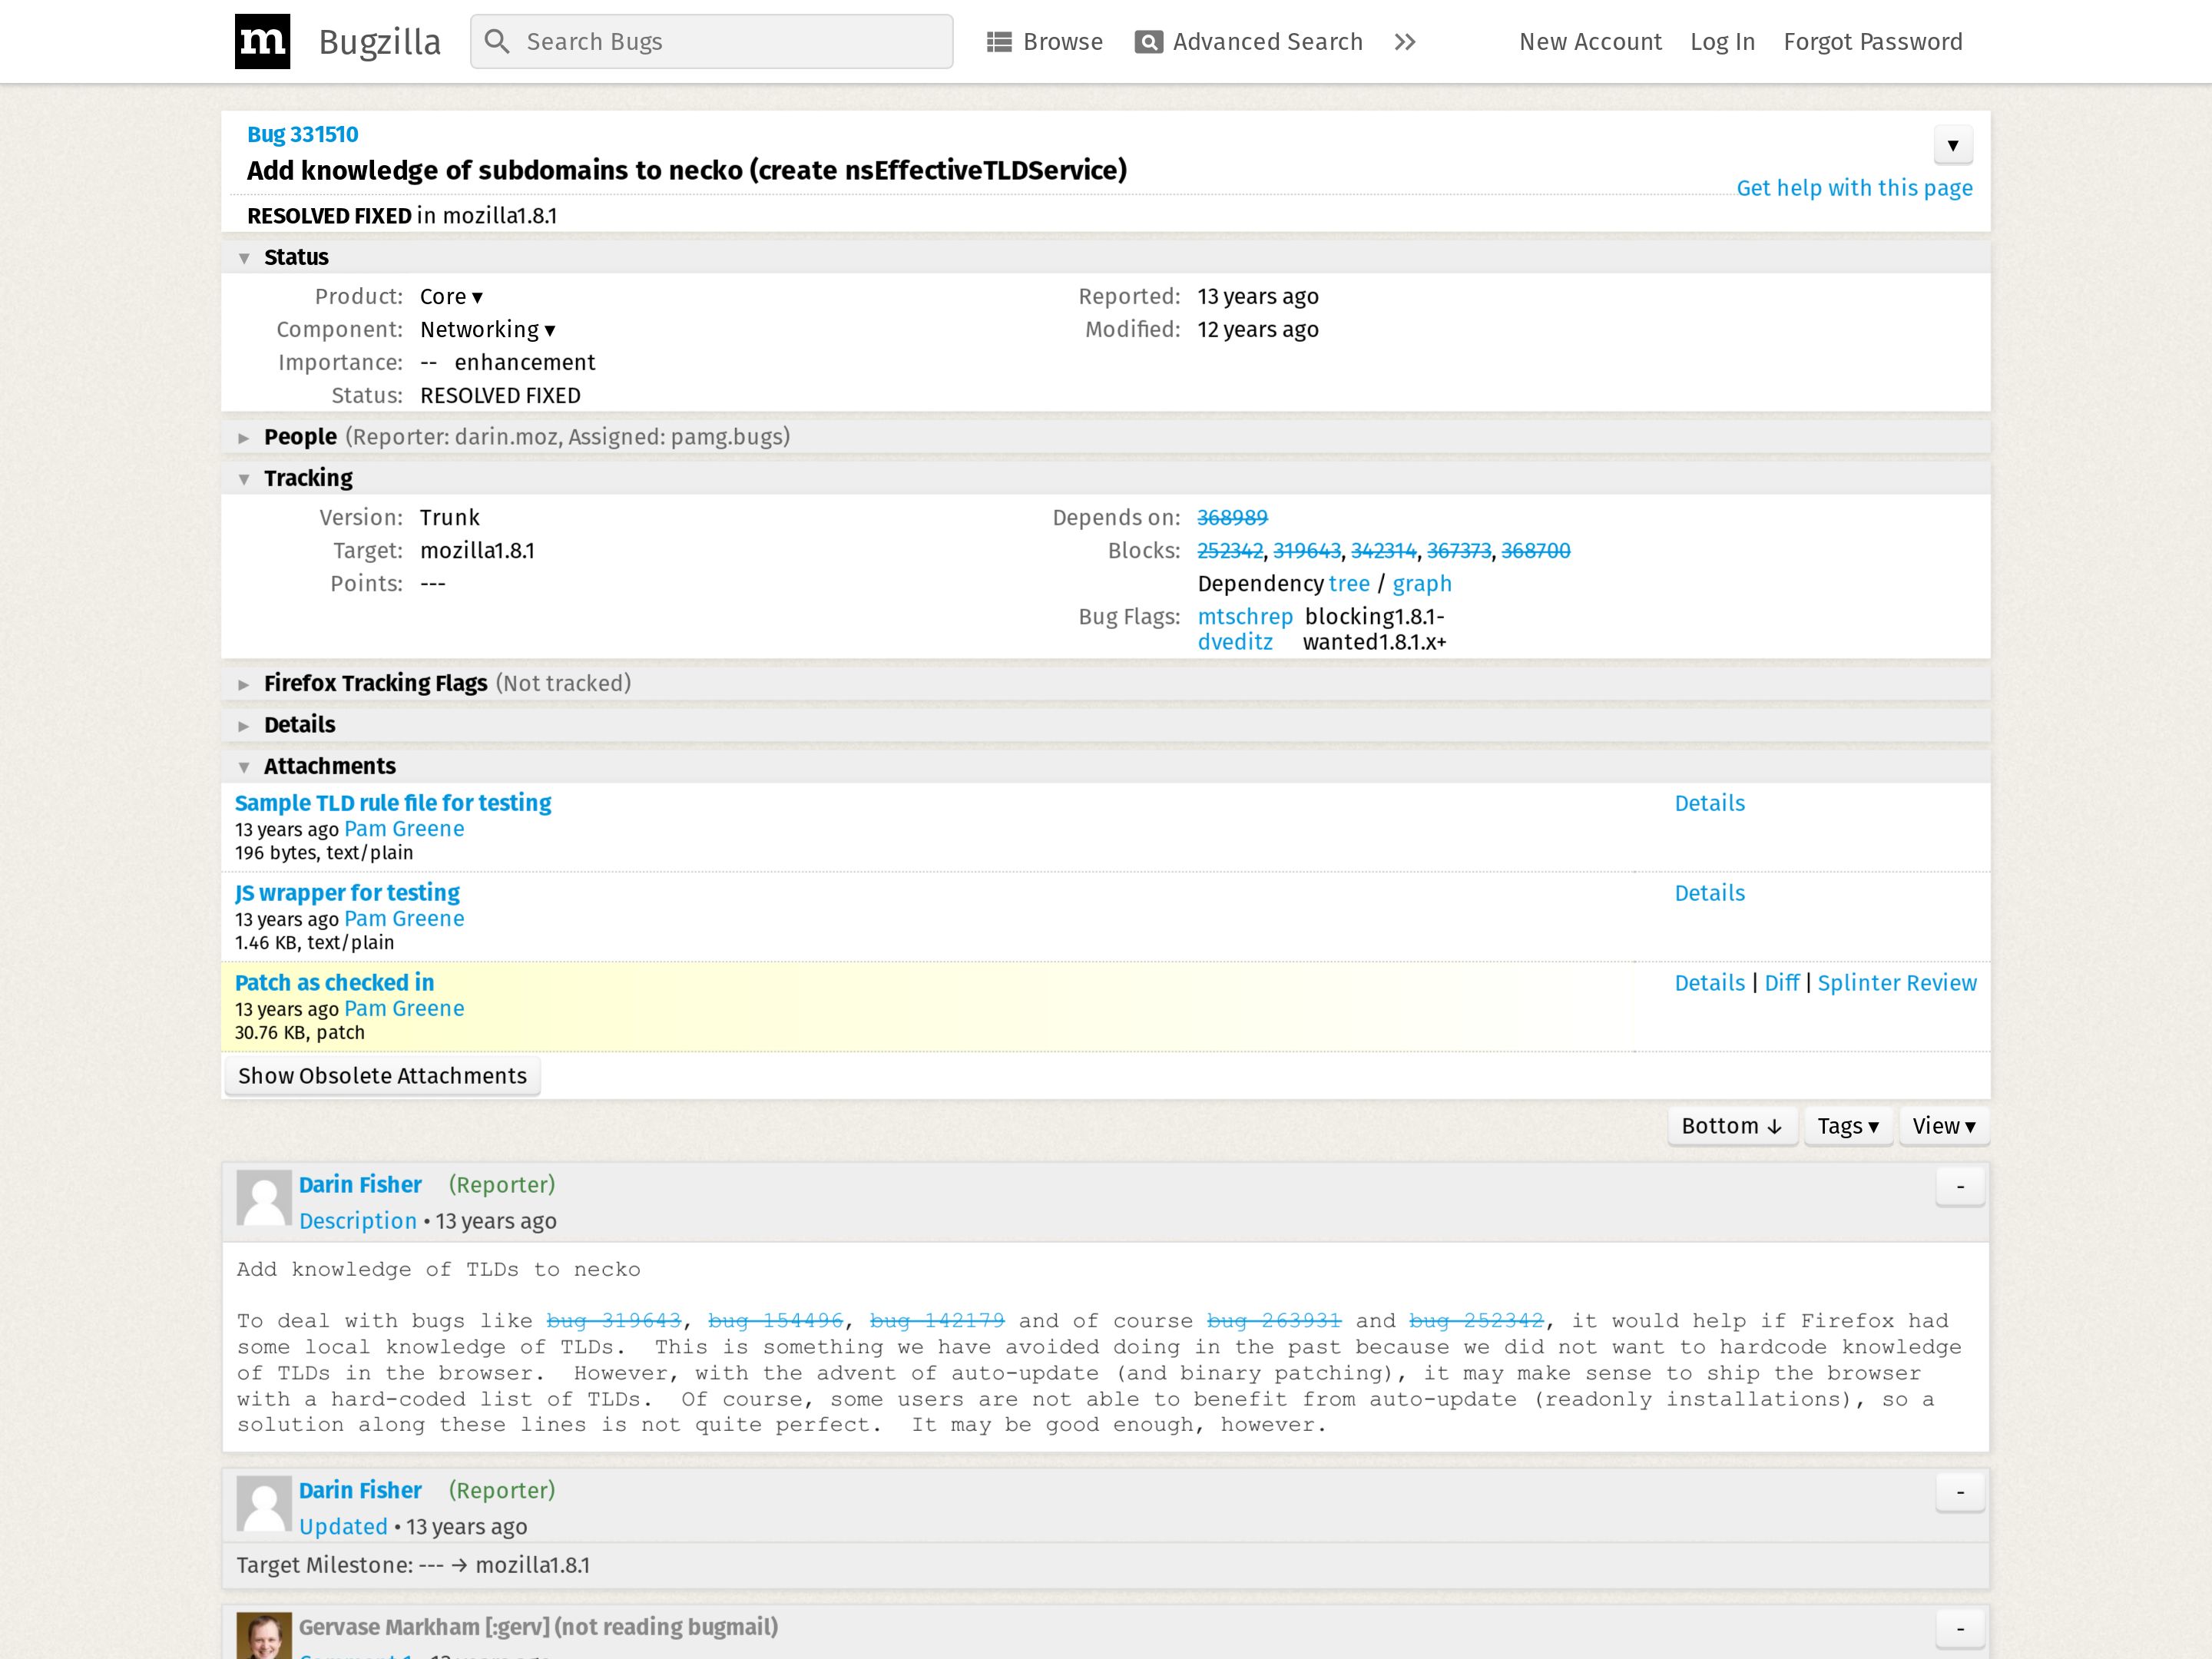 m Bugzilla Search Bugs Browse Advanced Search New Account Log In Forgot Password
Bug 331510
Add knowledge of subdomains to necko (create nsEffectiveTLDService)
Get help with this page
RESOLVED FIXED in mozilla1.8.1
▼ Status
Product: Core ▾ Reported: 13 years ago
Component: Networking ▾ Modified: 12 years ago
Importance: -- enhancement
Status: RESOLVED FIXED
▶ People (Reporter: darin.moz, Assigned: pamg.bugs)
▼ Tracking
Version: Trunk Depends on: 368989
Target: mozilla1.8.1 Blocks: 252342, 319643, 342314, 367373, 368700
Points: --- Dependency tree / graph
Bug Flags: mtschrep blocking1.8.1-
dveditz wanted1.8.1.x+
▶ Firefox Tracking Flags (Not tracked)
▶ Details
▼ Attachments
Sample TLD rule file for testing Details
13 years ago Pam Greene
196 bytes, text/plain
JS wrapper for testing Details
13 years ago Pam Greene
1.46 KB, text/plain
Patch as checked in Details | Diff | Splinter Review
13 years ago Pam Greene
30.76 KB, patch
Show Obsolete Attachments
Bottom ↓ Tags ▾ View ▾
Darin Fisher (Reporter) -
Description • 13 years ago
Add knowledge of TLDs to necko
To deal with bugs like bug 319643, bug 154496, bug 142179 and of course bug 263931 and bug 252342, it would help if Firefox had
some local knowledge of TLDs.  This is something we have avoided doing in the past because we did not want to hardcode knowledge
of TLDs in the browser.  However, with the advent of auto-update (and binary patching), it may make sense to ship the browser
with a hard-coded list of TLDs.  Of course, some users are not able to benefit from auto-update (readonly installations), so a
solution along these lines is not quite perfect.  It may be good enough, however.
Darin Fisher (Reporter) -
Updated • 13 years ago
Target Milestone: --- → mozilla1.8.1
Gervase Markham [:gerv] (not reading bugmail) -